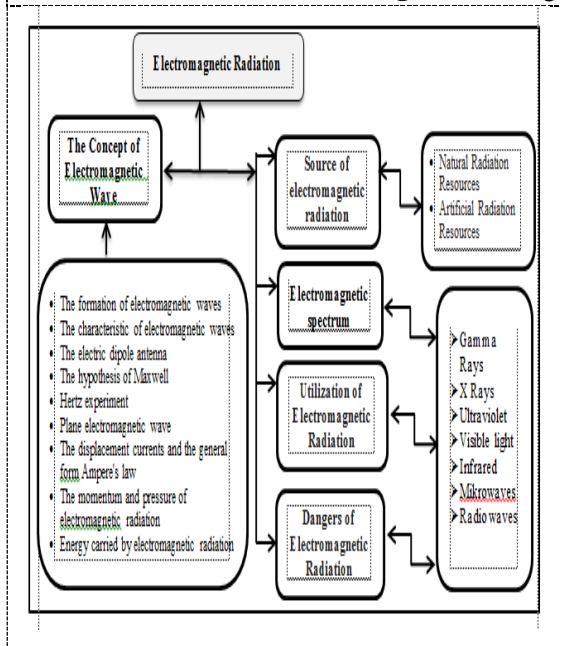 Electromagnetic Radiation
The Concept of
Electromagnetic
Wave
• The formation of electromagnetic waves
• The characteristic of electromagnetic waves
• The electric dipole antenna
• The hypothesis of Maxwell
• Hertz experiment
• Plane electromagnetic wave
• The displacement currents and the general
form Ampere's law
• The momentum and pressure of
electromagnetic radiation
• Energy carried by electromagnetic radiation
Source of
electromagnetic
radiation
• Natural Radiation
Resources
• Artificial Radiation
Resources
Electromagnetic
spectrum
Utilization of
Electromagnetic
Radiation
Dangers of
Electromagnetic
Radiation
➤ Gamma
Rays
➤ X Rays
➤ Ultraviolet
➤ Visible light
➤ Infrared
➤ Mikrowaves
➤ Radiowaves